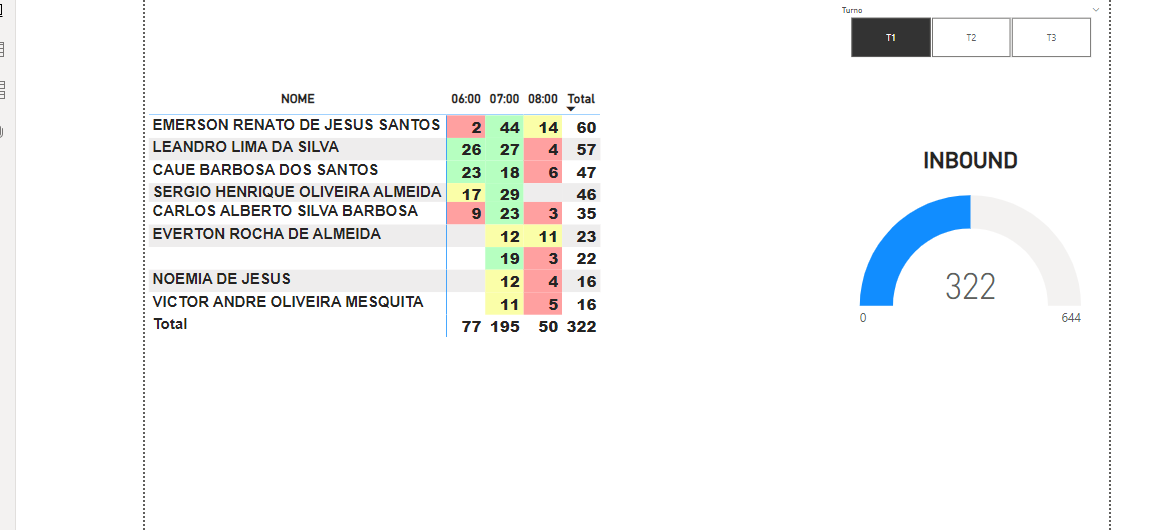 Turno
T1 T2 T3
NOME 06:00 07:00 08:00 Total
EMERSON RENATO DE JESUS SANTOS 2 44 14 60
LEANDRO LIMA DA SILVA 26 27 4 57
CAUE BARBOSA DOS SANTOS 23 18 6 47
SERGIO HENRIQUE OLIVEIRA ALMEIDA 17 29 46
CARLOS ALBERTO SILVA BARBOSA 9 23 3 35
EVERTON ROCHA DE ALMEIDA 12 11 23
19 3 22
NOEMIA DE JESUS 12 4 16
VICTOR ANDRE OLIVEIRA MESQUITA 11 5 16
Total 77 195 50 322
INBOUND
322
0 644